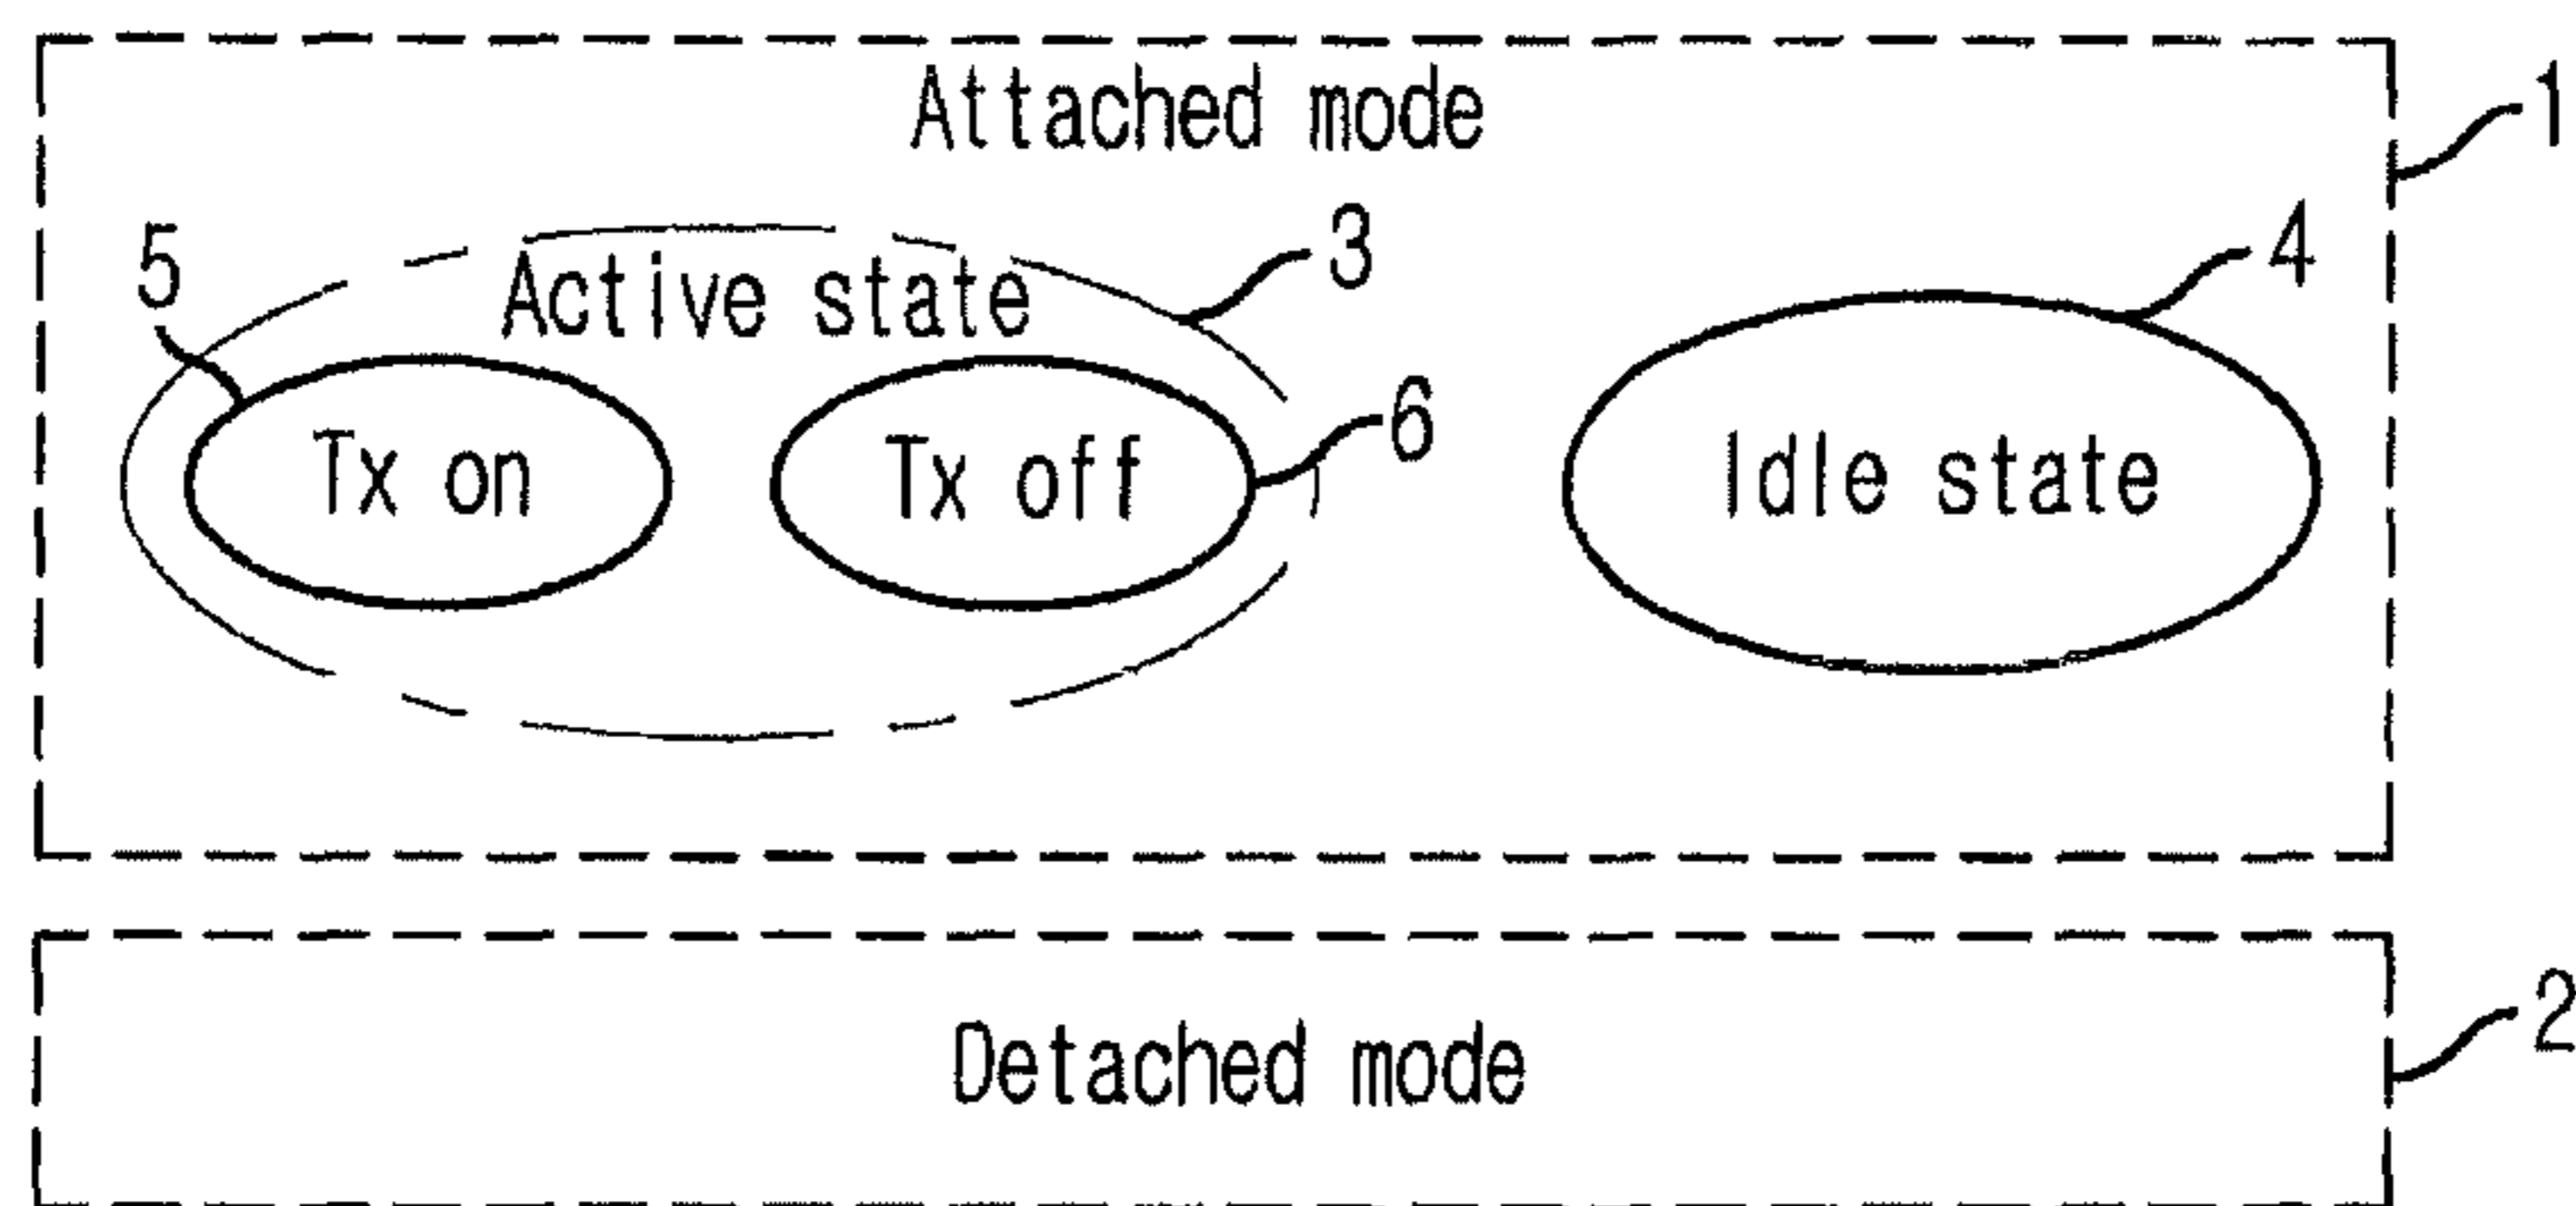 Attached mode
1
5
Active state
3
4
Tx on
Tx off
6
Idle state
Detached mode
2